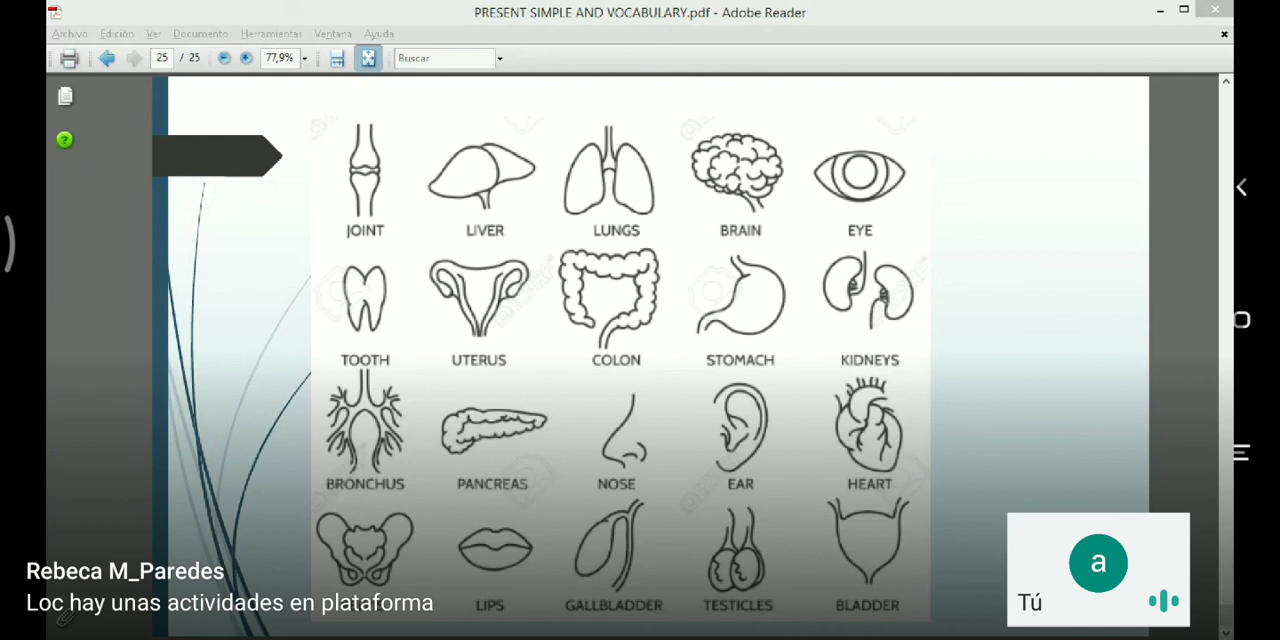 PRESENT SIMPLE AND VOCABULARY.pdf - Adobe Reader
Archivo Edición Ver Documento Herramientas Ventana Ayuda
25 / 25 77,9% Buscar
JOINT LIVER LUNGS BRAIN EYE
TOOTH UTERUS COLON STOMACH KIDNEYS
BRONCHUS PANCREAS NOSE EAR HEART
LIPS GALLBLADDER TESTICLES BLADDER
Rebeca M_Paredes
Loc hay unas actividades en plataforma
a
Tú